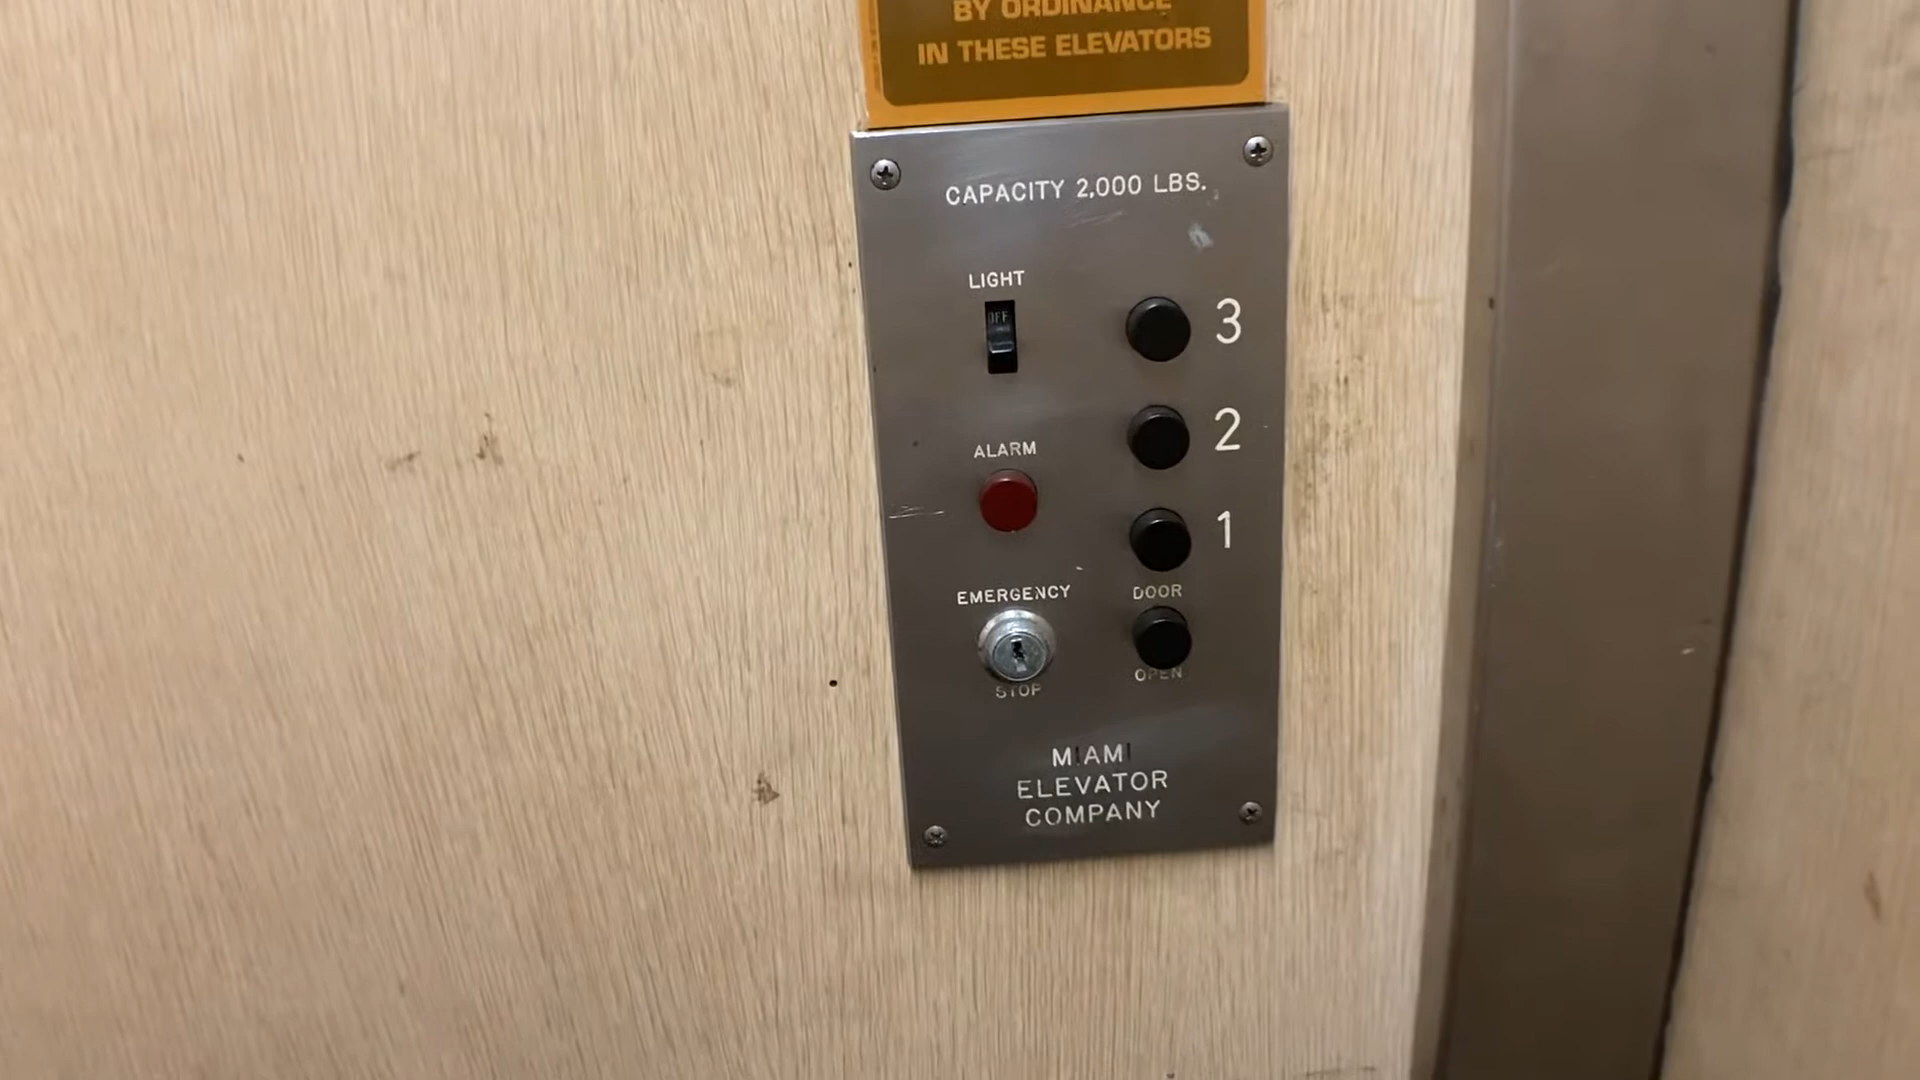 BY ORDINANCE
IN THESE ELEVATORS
CAPACITY 2,000 LBS.
LIGHT
OFF
3
2
ALARM
1
EMERGENCY
DOOR
STOP
OPEN
MIAMI
ELEVATOR
COMPANY